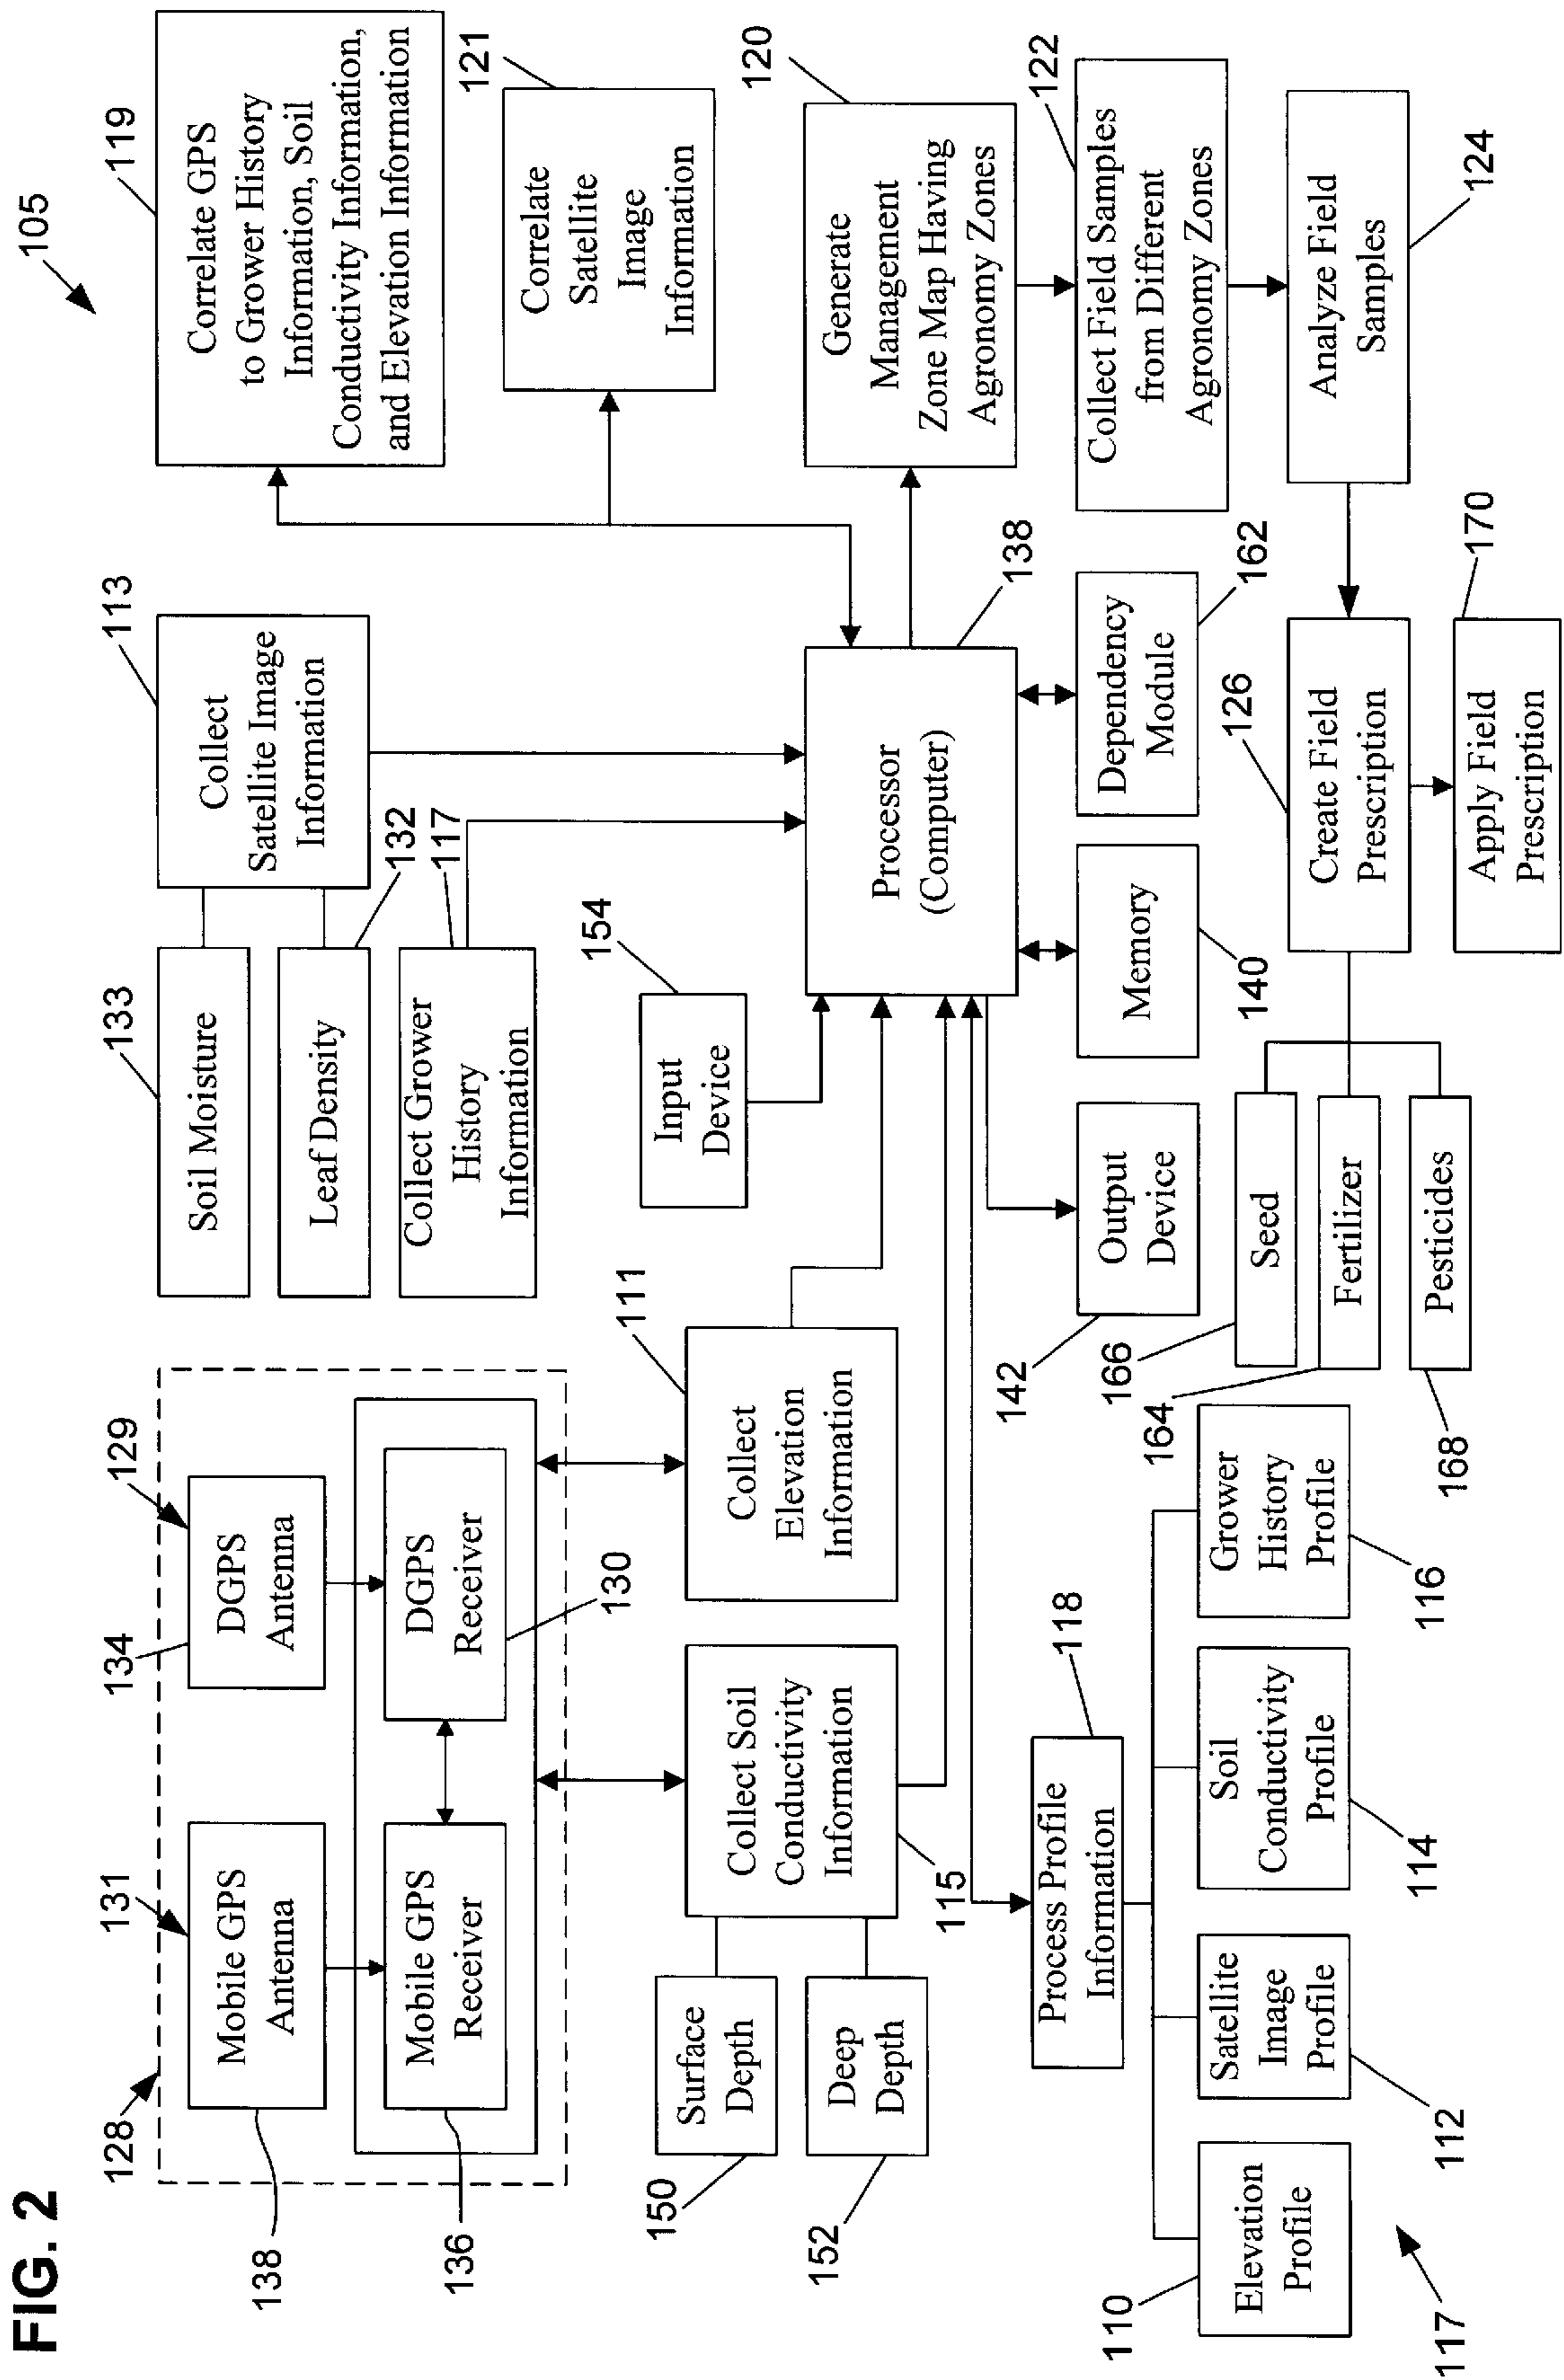 FIG. 2
105
128
131
129
134
Mobile GPS
Antenna
DGPS
Antenna
Mobile GPS
Receiver
DGPS
Receiver
138
136
130
133
Soil Moisture
Leaf Density
132
113
Collect
Satellite Image
Information
117
Collect Grower
History
Information
119
Correlate GPS
to Grower History
Information, Soil
Conductivity Information,
and Elevation Information
121
Correlate
Satellite
Image
Information
150
Surface
Depth
152
Deep
Depth
Collect Soil
Conductivity
Information
115
111
Collect
Elevation
Information
154
Input
Device
Processor
(Computer)
138
120
Generate
Management
Zone Map Having
Agronomy Zones
118
Process Profile
Information
Output
Device
142
Memory
140
Dependency
Module
162
122
Collect Field Samples
from Different
Agronomy Zones
110
Elevation
Profile
Satellite
Image
Profile
112
Soil
Conductivity
Profile
114
Grower
History
Profile
116
117
166
Seed
164
Fertilizer
168
Pesticides
126
Create Field
Prescription
Analyze Field
Samples
124
170
Apply Field
Prescription